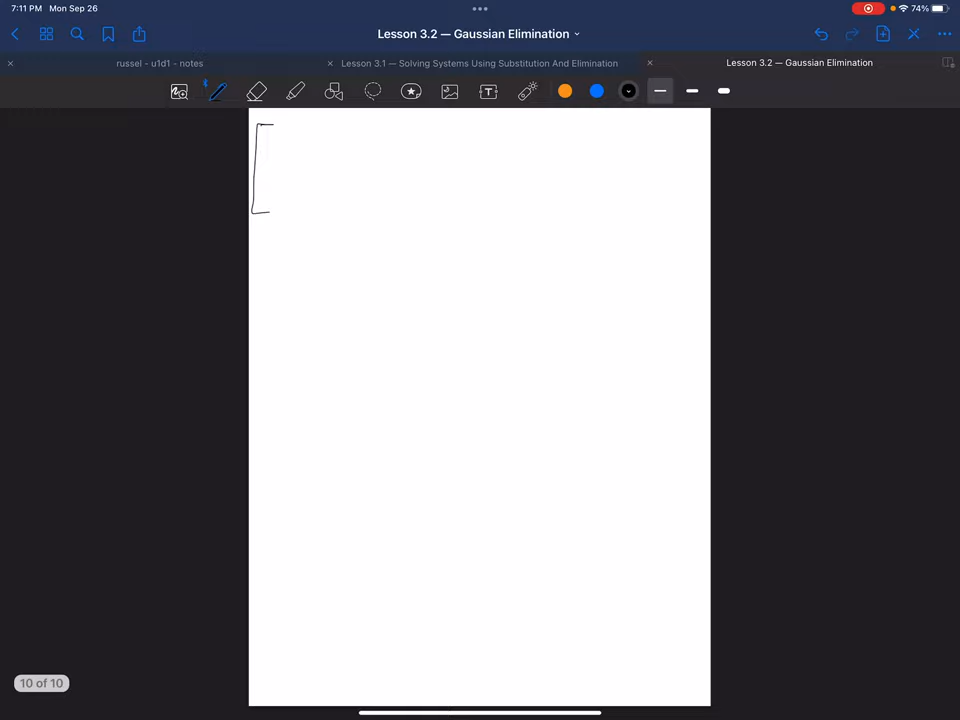 7:11 PM Mon Sep 26
74%
Lesson 3.2 — Gaussian Elimination
russel - u1d1 - notes
Lesson 3.1 — Solving Systems Using Substitution And Elimination
Lesson 3.2 — Gaussian Elimination
T
[
10 of 10